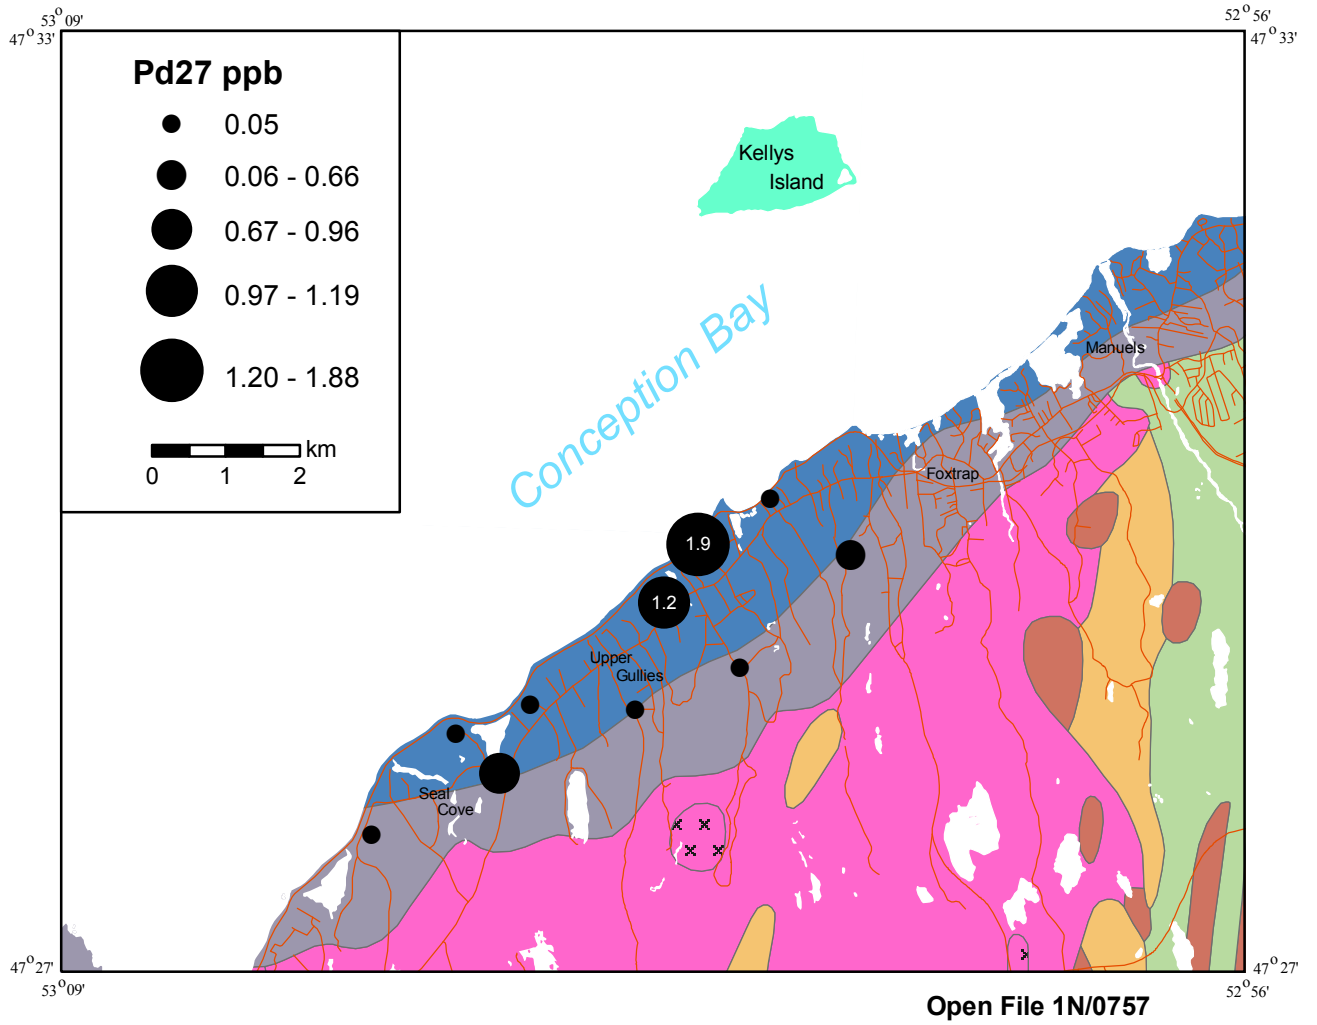 53 o 09'
52 o 56'
47 o 33'
47 o 33'
Pd27 ppb
0.05
0.06 - 0.66
0.67 - 0.96
0.97 - 1.19
1.20 - 1.88
km
0 1 2
Kellys
Island
Conception Bay
Manuels
Foxtrap
1.9
1.2
Upper
Gullies
Seal
Cove
47 o 27'
47 o 27'
53 o 09'
52 o 56'
Open File 1N/0757